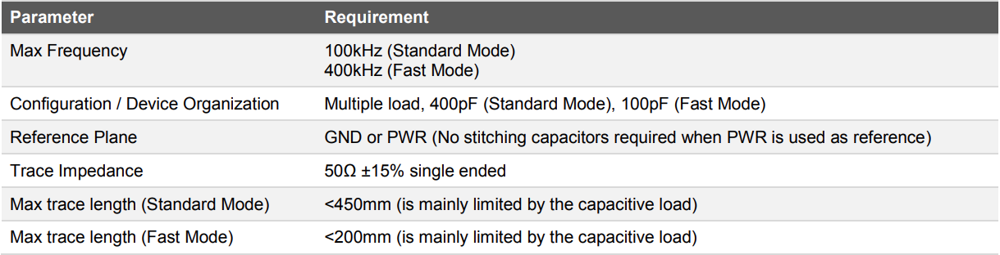 Parameter Requirement
Max Frequency 100kHz (Standard Mode)
400kHz (Fast Mode)
Configuration / Device Organization Multiple load, 400pF (Standard Mode), 100pF (Fast Mode)
Reference Plane GND or PWR (No stitching capacitors required when PWR is used as reference)
Trace Impedance 50Ω ±15% single ended
Max trace length (Standard Mode) <450mm (is mainly limited by the capacitive load)
Max trace length (Fast Mode) <200mm (is mainly limited by the capacitive load)